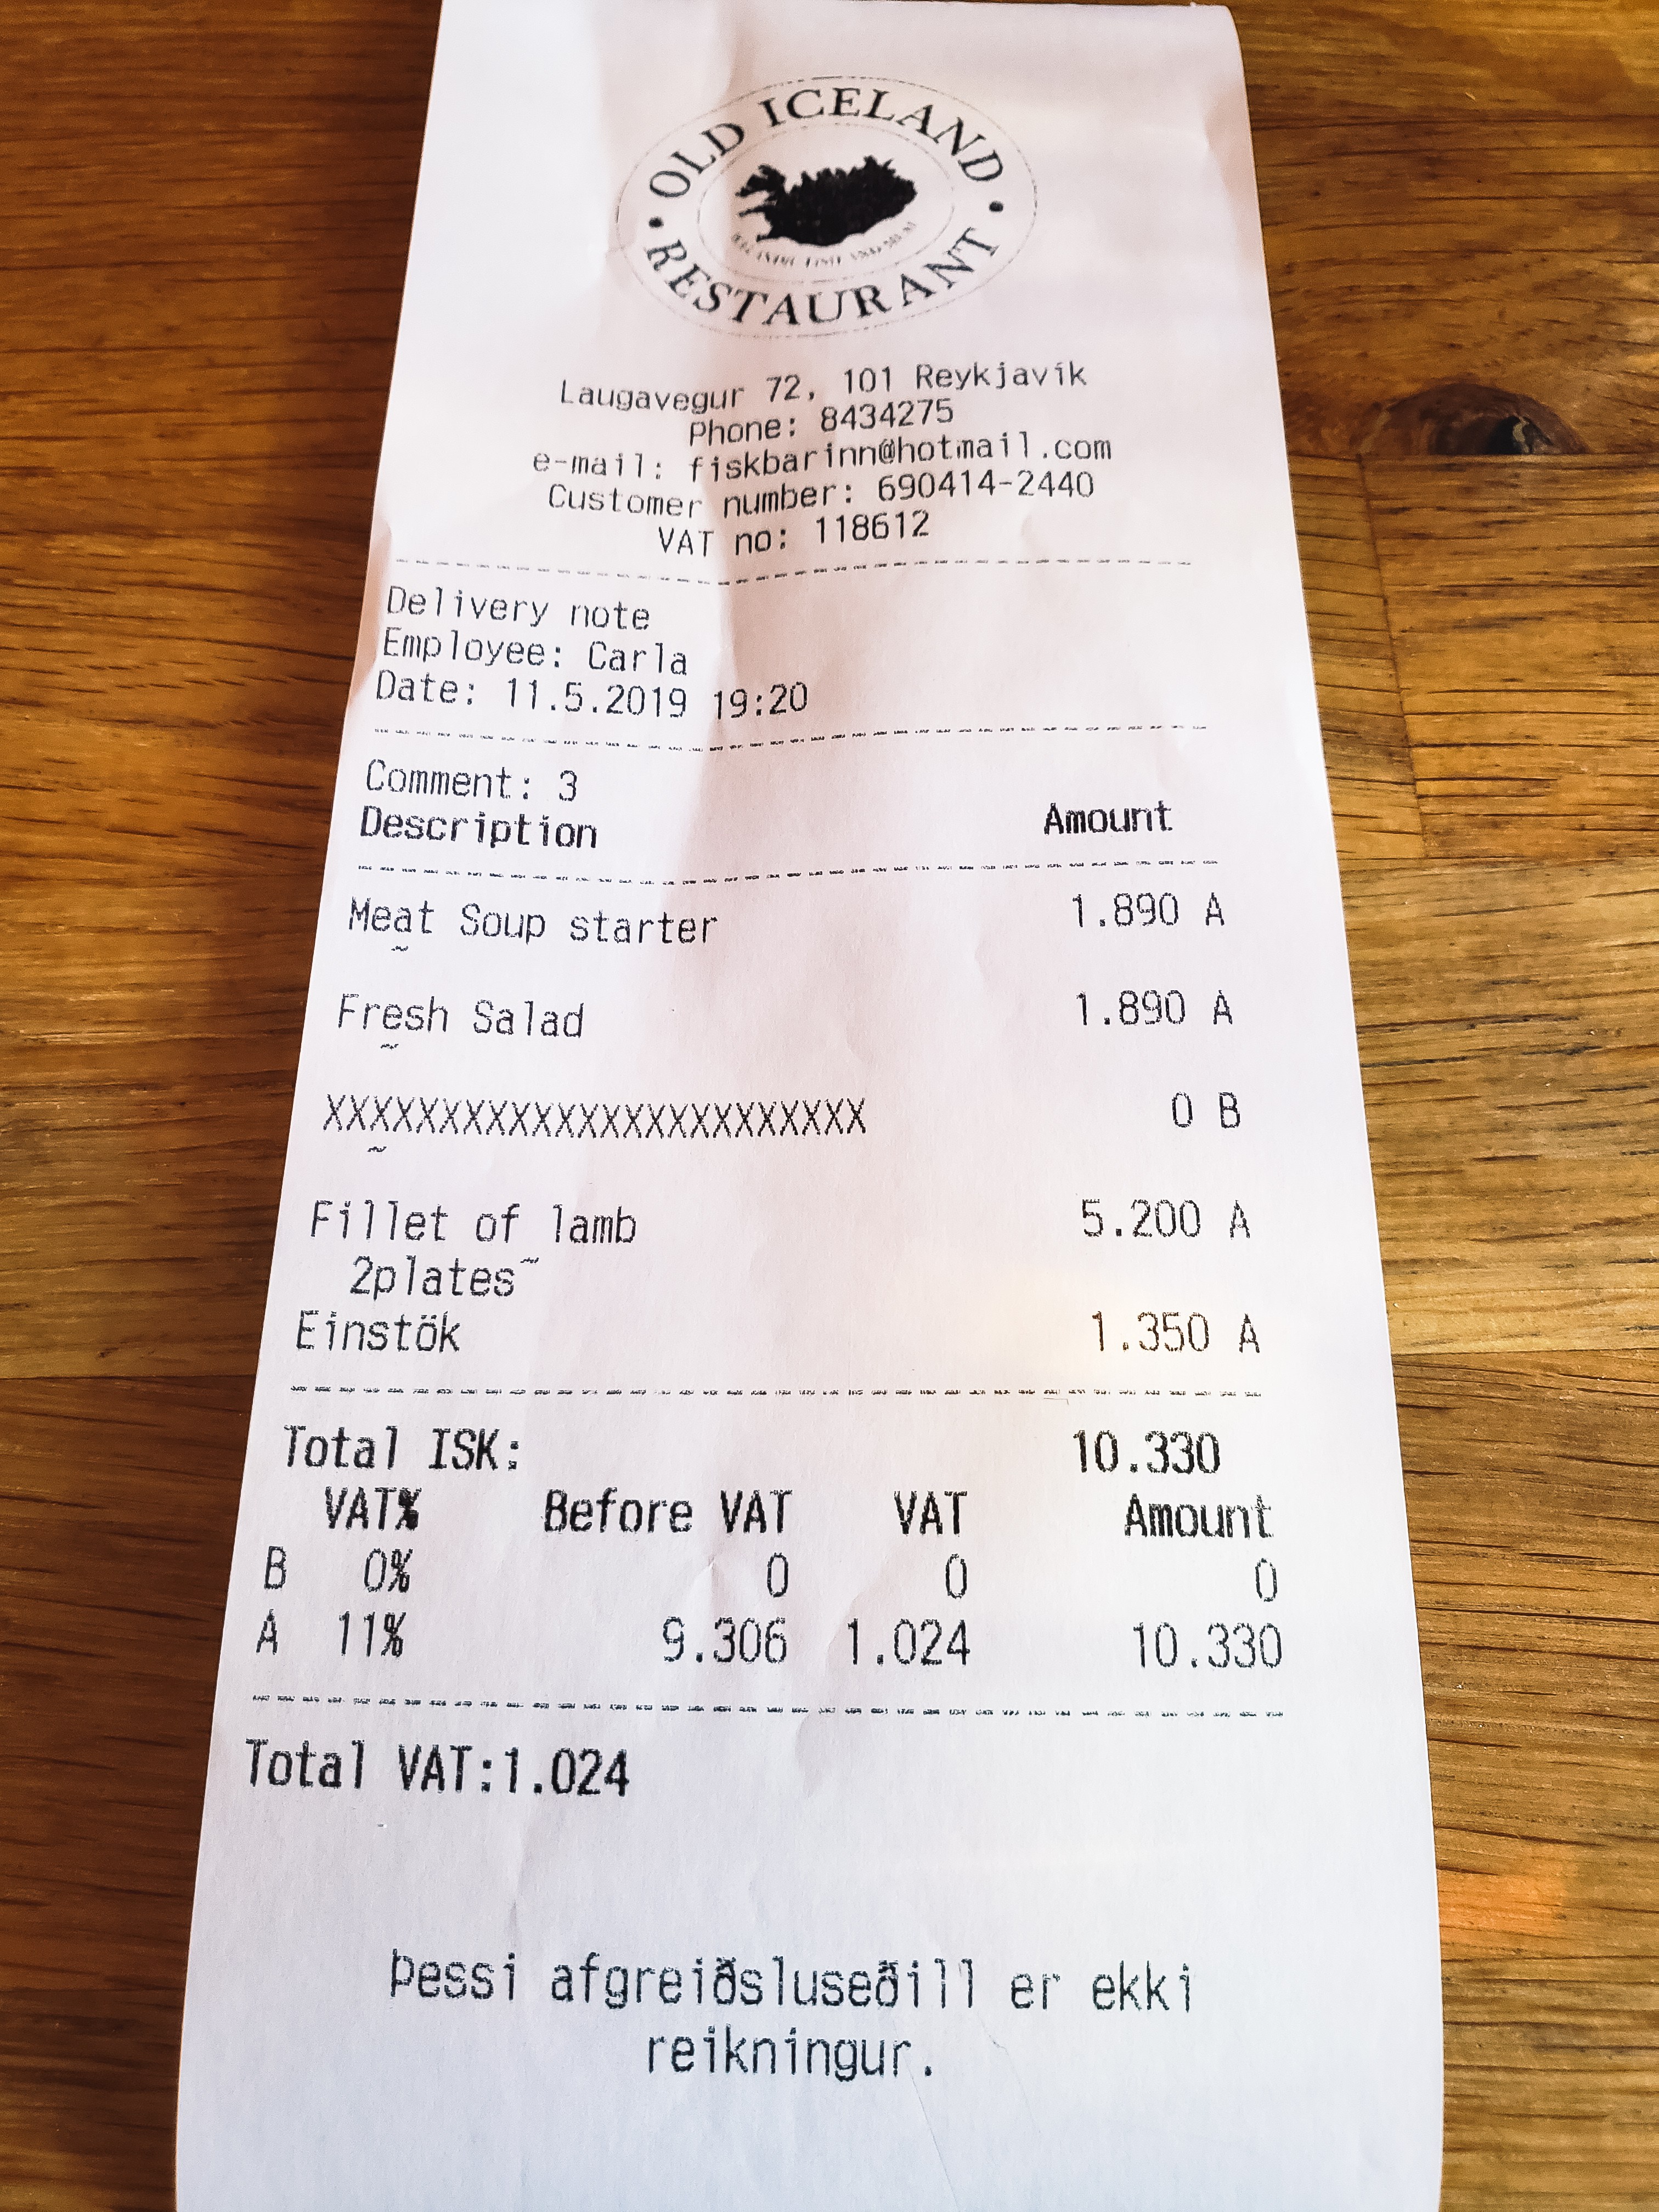 OLD ICELAND
RESTAURANT
Laugavegur 72, 101 Reykjavík
Phone: 8434275
e-mail: fiskbarinn@hotmail.com
Customer number: 690414-2440
VAT no: 118612
Delivery note
Employee: Carla
Date: 11.5.2019 19:20
Comment: 3
Description Amount
Meat Soup starter 1.890 A
~
Fresh Salad 1.890 A
~
XXXXXXXXXXXXXXXXXXXXXXXX 0 B
~
Fillet of lamb 5.200 A
2plates~
Einstök 1.350 A
Total ISK: 10.330
VAT% Before VAT VAT Amount
B 0% 0 0 0
A 11% 9.306 1.024 10.330
Total VAT:1.024
Þessi afgreiðsluseðill er ekki
reikningur.